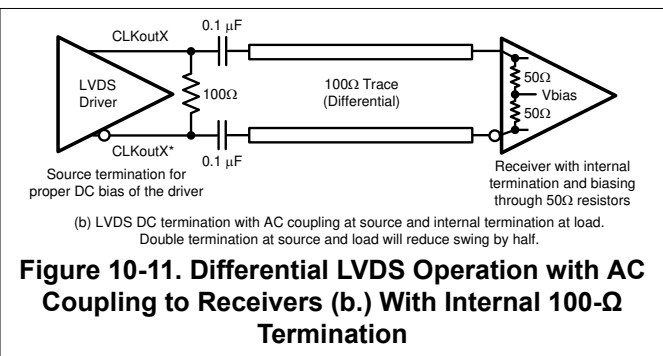 CLKoutX
0.1 µF
LVDS
Driver
100Ω
100Ω Trace
(Differential)
50Ω
Vbias
50Ω
CLKoutX*
0.1 µF
Source termination for
proper DC bias of the driver
Receiver with internal
termination and biasing
through 50Ω resistors
(b) LVDS DC termination with AC coupling at source and internal termination at load.
Double termination at source and load will reduce swing by half.
Figure 10-11. Differential LVDS Operation with AC
Coupling to Receivers (b.) With Internal 100-Ω
Termination